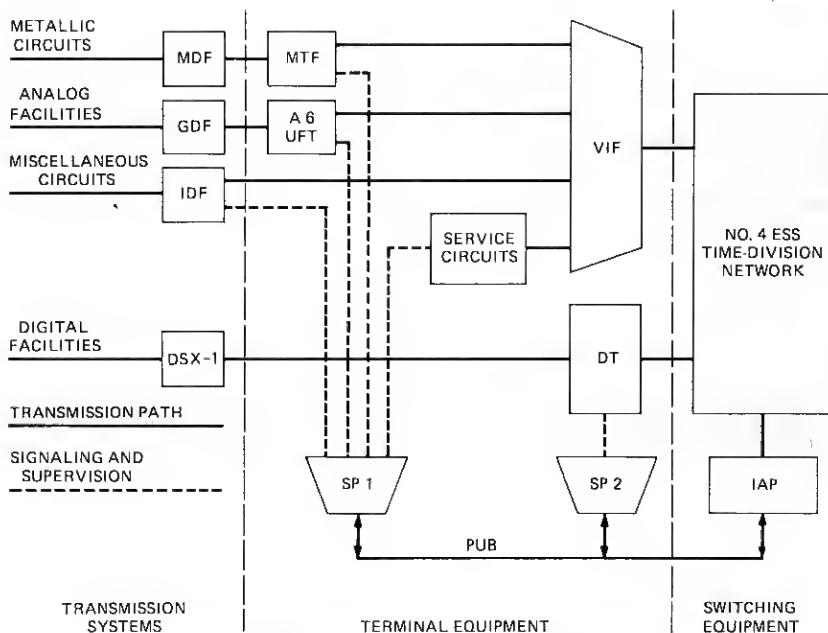 METALLIC
CIRCUITS
MDF
MTF
ANALOG
FACILITIES
GDF
A 6
UFT
VIF
MISCELLANEOUS
CIRCUITS
IDF
SERVICE
CIRCUITS
NO. 4 ESS
TIME-DIVISION
NETWORK
DIGITAL
FACILITIES
DSX-1
DT
TRANSMISSION PATH
SIGNALING AND
SUPERVISION
SP 1
SP 2
IAP
PUB
TRANSMISSION
SYSTEMS
TERMINAL EQUIPMENT
SWITCHING
EQUIPMENT